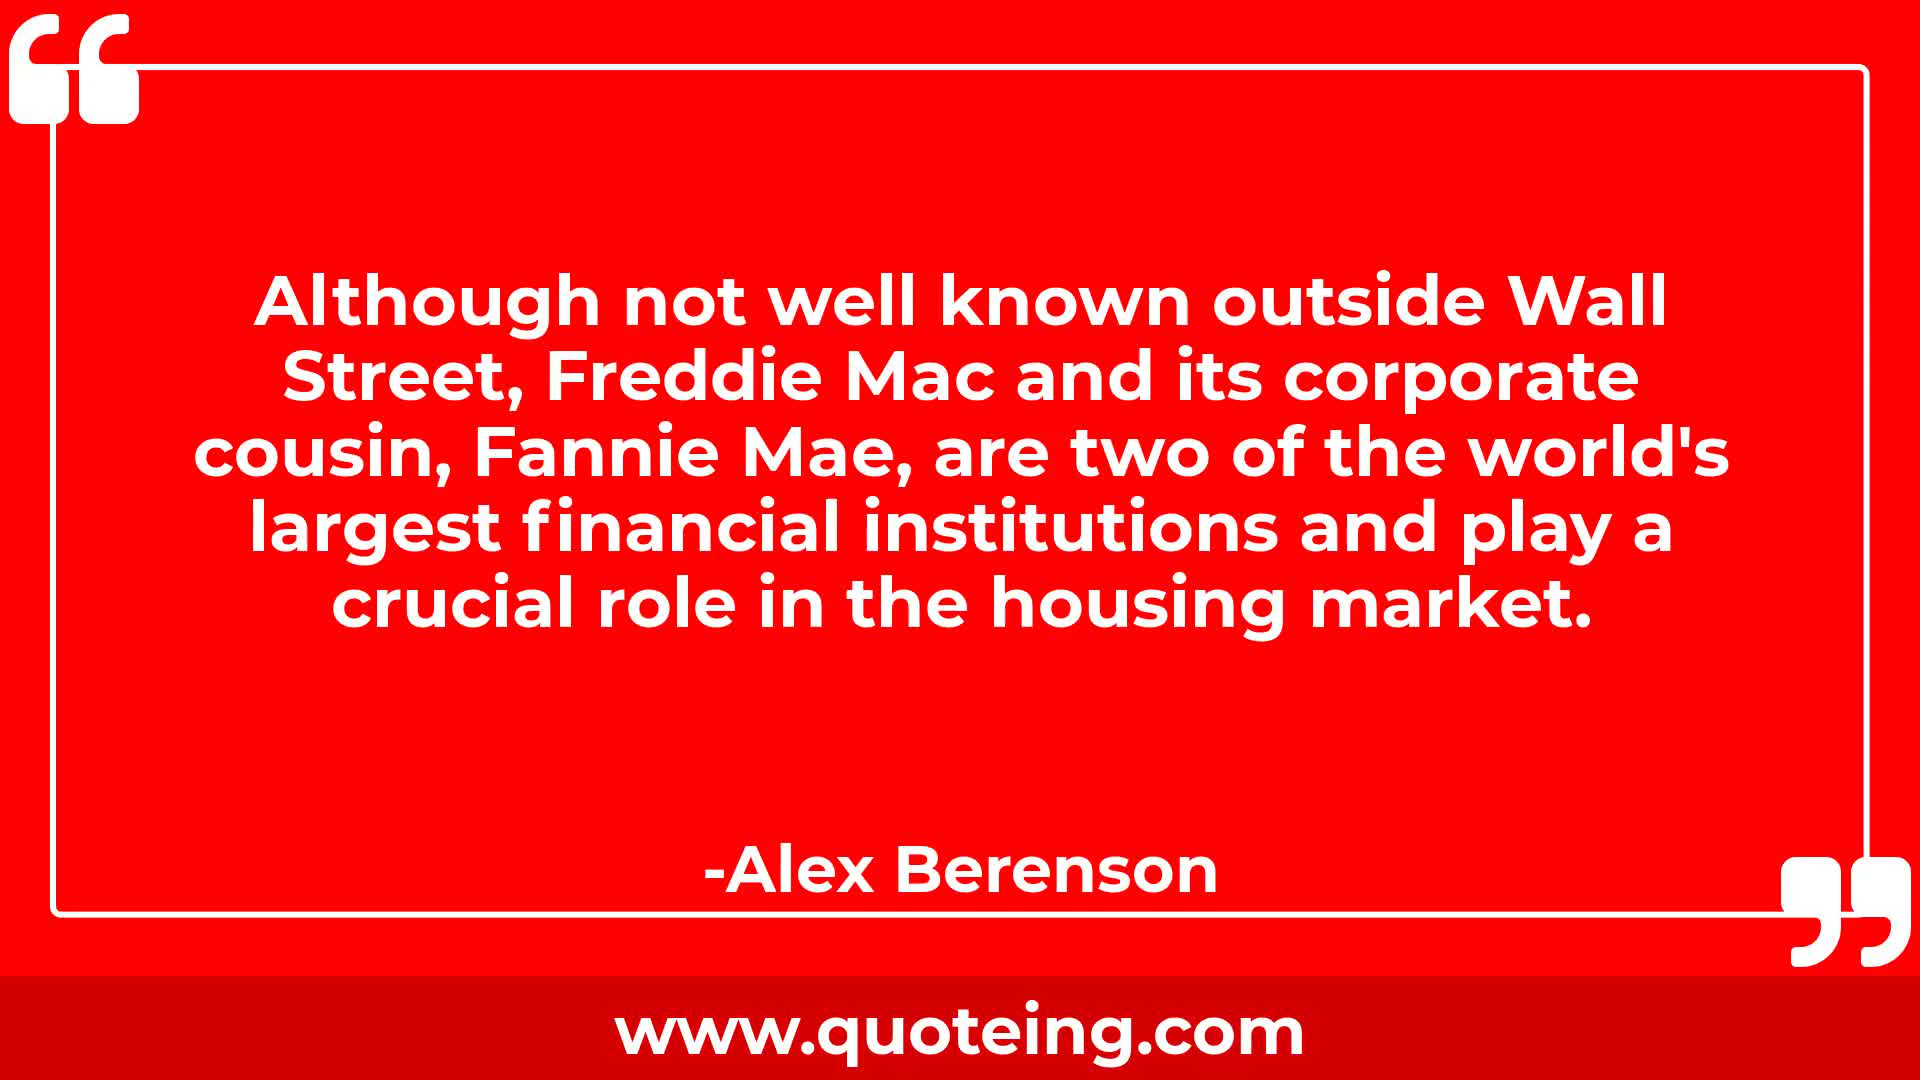 Although not well known outside Wall
Street, Freddie Mac and its corporate
cousin, Fannie Mae, are two of the world's
largest financial institutions and play a
crucial role in the housing market.
-Alex Berenson
www.quoteing.com